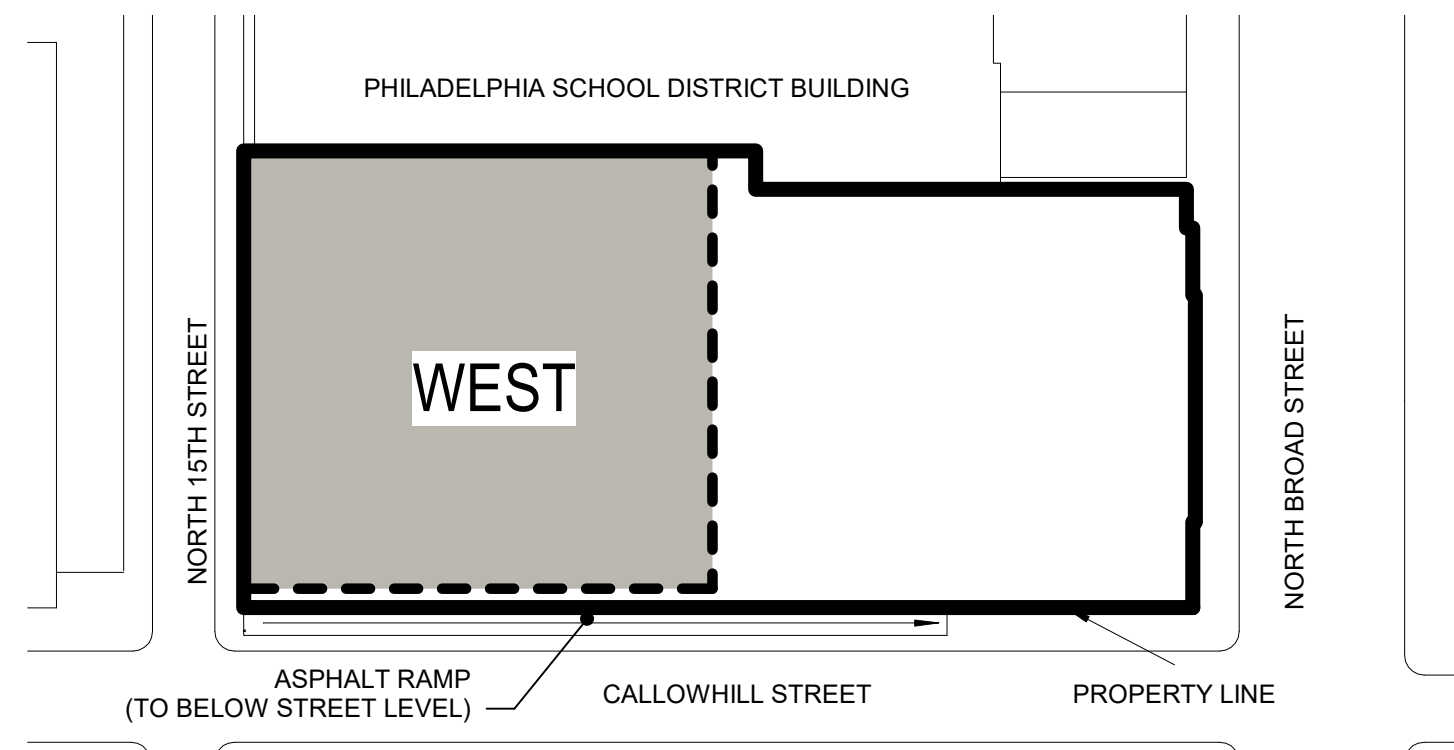 PHILADELPHIA SCHOOL DISTRICT BUILDING
NORTH 15TH STREET
WEST
NORTH BROAD STREET
ASPHALT RAMP
(TO BELOW STREET LEVEL)
CALLOWHILL STREET
PROPERTY LINE